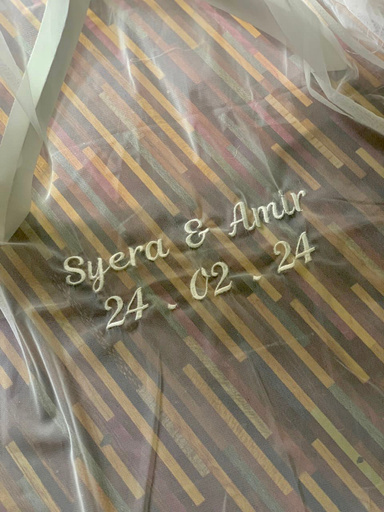 Syera & Amir
24 . 02 . 24